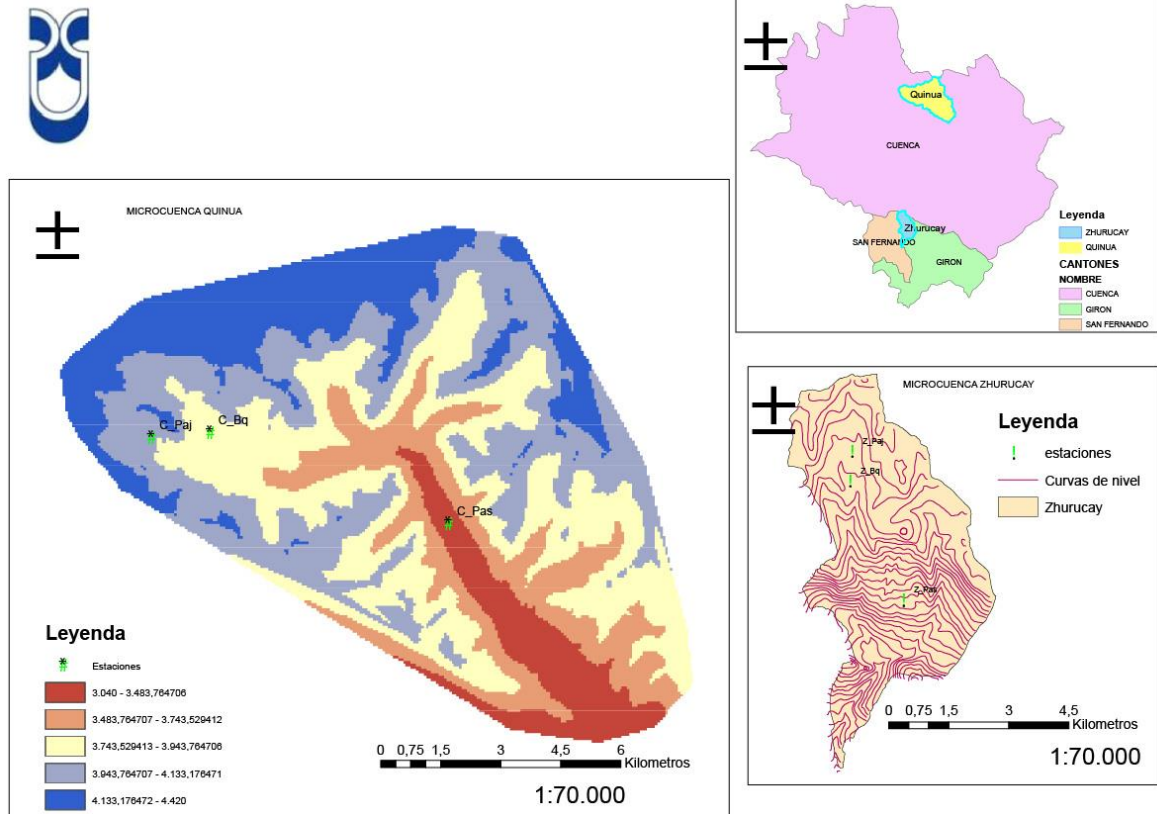 MICROCUENCA QUINUA
C_Paj
C_Bq
C_Pas
Leyenda
Estaciones
3.040 - 3.483,764706
3.483,764707 - 3.743,529412
3.743,529413 - 3.943,764706
3.943,764707 - 4.133,176471
4.133,176472 - 4.420
0 0,75 1,5 3 4,5 6
Kilometros
1:70.000
Quinua
CUENCA
Zhurucay
SAN FERNANDO
GIRON
Leyenda
ZHURUCAY
QUINUA
CANTONES
NOMBRE
CUENCA
GIRON
SAN FERNANDO
MICROCUENCA ZHURUCAY
Z_Paj
Z_Bq
Z_Pas
Leyenda
estaciones
Curvas de nivel
Zhurucay
0 0,75 1,5 3 4,5
Kilometros
1:70.000